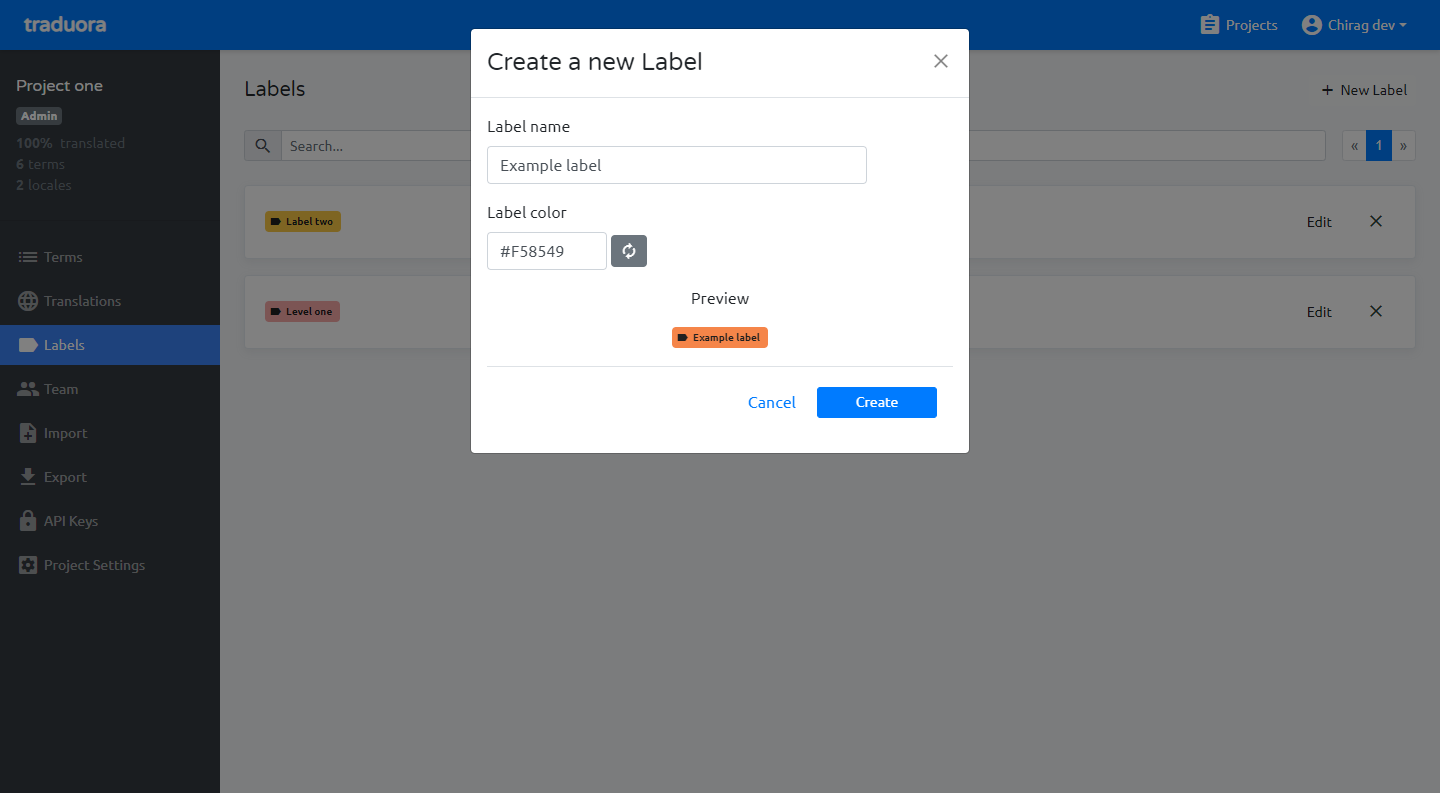 traduora
Projects
Chirag dev
Project one
Admin
100% translated
6 terms
2 locales
Terms
Translations
Labels
Team
Import
Export
API Keys
Project Settings
Labels
+ New Label
Search...
« 1 »
Label two
Edit
Level one
Edit
Create a new Label
Label name
Example label
Label color
#F58549
Preview
Example label
Cancel
Create